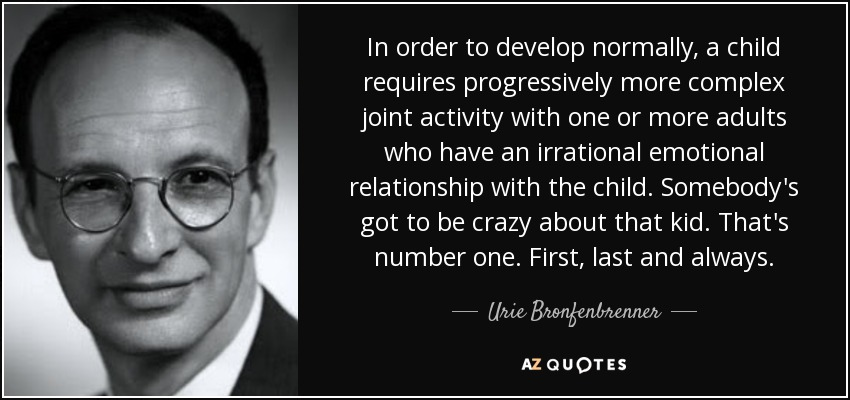 In order to develop normally, a child
requires progressively more complex
joint activity with one or more adults
who have an irrational emotional
relationship with the child. Somebody's
got to be crazy about that kid. That's
number one. First, last and always.
Urie Bronfenbrenner
AZ QUOTES